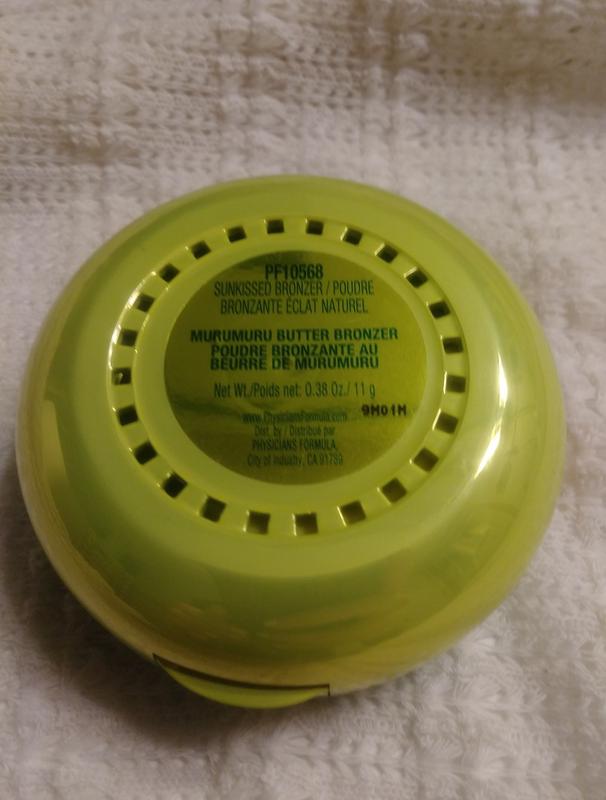 PF10568
SUNKISSED BRONZER / POUDRE
BRONZANTE ÉCLAT NATUREL
MURUMURU BUTTER BRONZER
POUDRE BRONZANTE AU
BEURRE DE MURUMURU
Net Wt./Poids net: 0.38 Oz./ 11 g
9M01M
www.PhysiciansFormula.com
Dist. by / Distribué par
PHYSICIANS FORMULA,
City of Industry, CA 91789